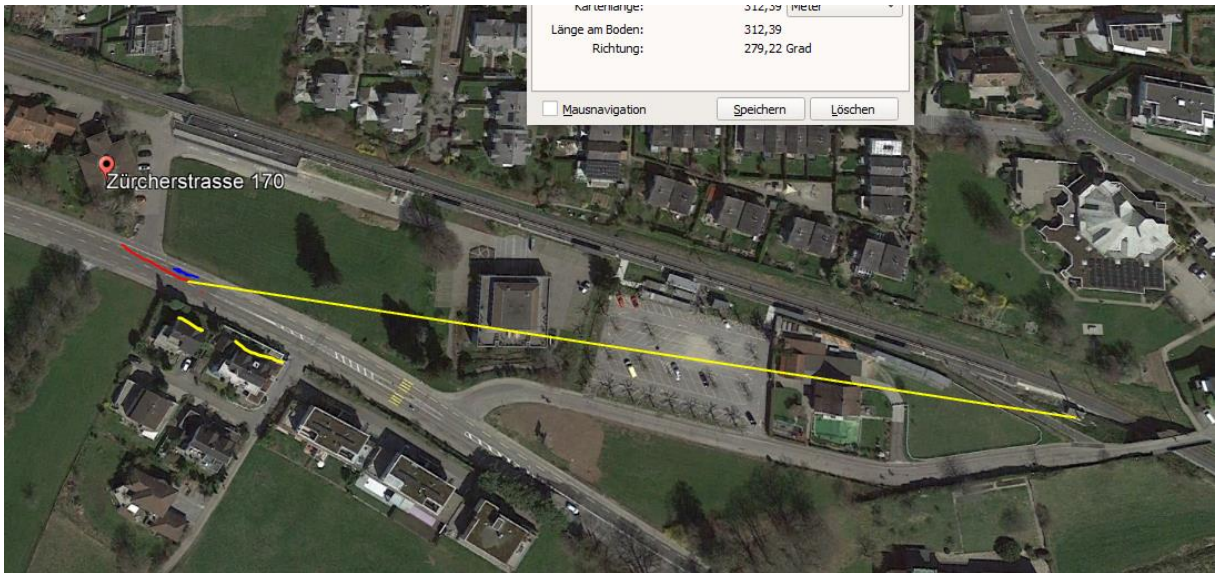 Kartenlänge: 312,39 Meter
Länge am Boden: 312,39
Richtung: 279,22 Grad
Mausnavigation Speichern Löschen
Zürcherstrasse 170